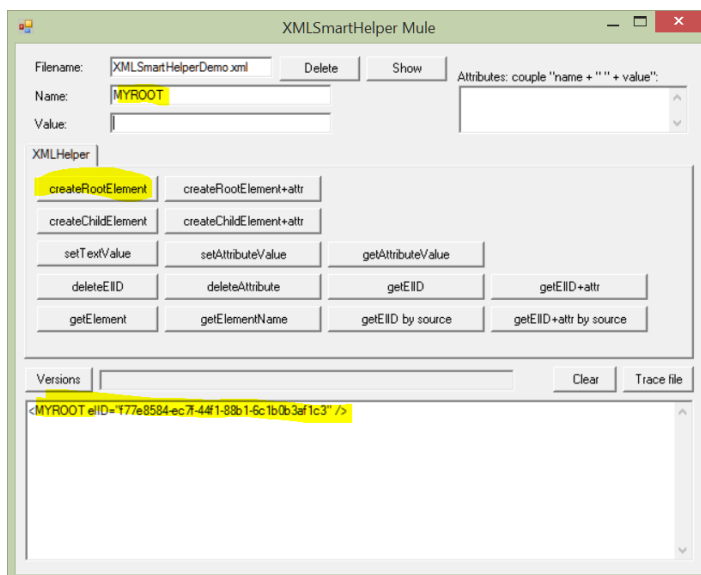 XMLSmartHelper Mule
Filename: XMLSmartHelperDemo.xml Delete Show
Attributes: couple "name + " " + value":
Name: MYROOT
Value:
XMLHelper
createRootElement createRootElement+attr
createChildElement createChildElement+attr
setTextValue setAttributeValue getAttributeValue
deleteElID deleteAttribute getElID getElID+attr
getElement getElementName getElID by source getElID+attr by source
Versions Clear Trace file
<MYROOT elID="f77e8584-ec7f-44f1-88b1-6c1b0b3af1c3" />